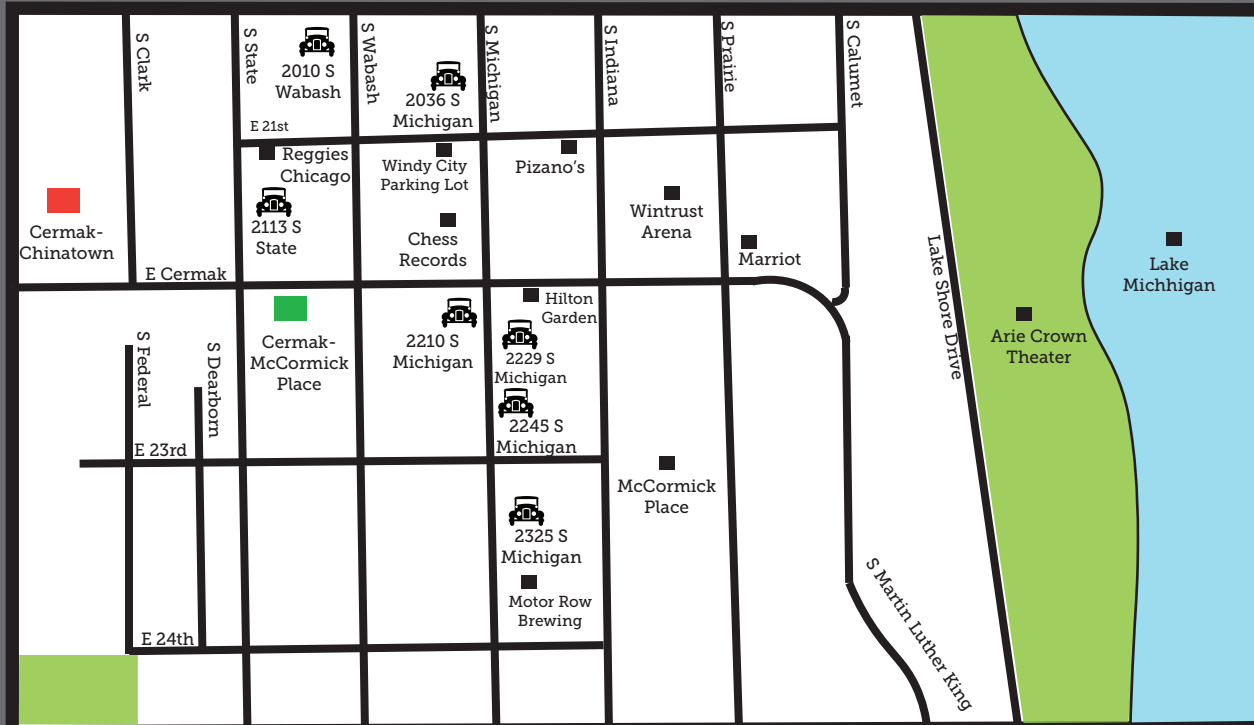 S Clark
S State
2010 S
Wabash
S Wabash
2036 S
Michigan
S Michigan
S Indiana
S Prairie
S Calumet
E 21st
Reggies
Chicago
Windy City
Parking Lot
Pizano's
Cermak-
Chinatown
2113 S
State
Chess
Records
Wintrust
Arena
Marriot
Lake Shore Drive
Lake
Michhigan
E Cermak
Cermak-
McCormick
Place
2210 S
Michigan
Hilton
Garden
2229 S
Michigan
Arie Crown
Theater
S Federal
S Dearborn
2245 S
Michigan
E 23rd
McCormick
Place
2325 S
Michigan
Motor Row
Brewing
S Martin Luther King
E 24th